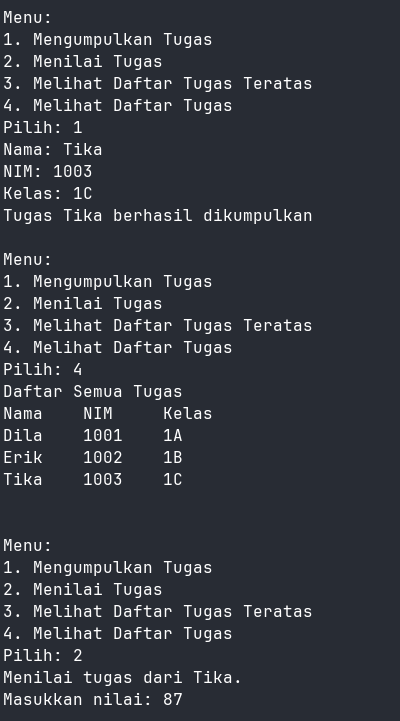 Menu:
1. Mengumpulkan Tugas
2. Menilai Tugas
3. Melihat Daftar Tugas Teratas
4. Melihat Daftar Tugas
Pilih: 1
Nama: Tika
NIM: 1003
Kelas: 1C
Tugas Tika berhasil dikumpulkan

Menu:
1. Mengumpulkan Tugas
2. Menilai Tugas
3. Melihat Daftar Tugas Teratas
4. Melihat Daftar Tugas
Pilih: 4
Daftar Semua Tugas
Nama    NIM     Kelas
Dila    1001    1A
Erik    1002    1B
Tika    1003    1C

Menu:
1. Mengumpulkan Tugas
2. Menilai Tugas
3. Melihat Daftar Tugas Teratas
4. Melihat Daftar Tugas
Pilih: 2
Menilai tugas dari Tika.
Masukkan nilai: 87